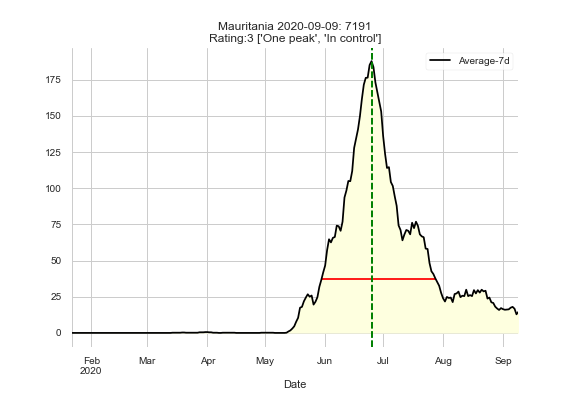 Mauritania 2020-09-09: 7191
Rating:3 ['One peak', 'In control']
Average-7d
175
150
125
100
75
50
25
0
Feb Mar Apr May Jun Jul Aug Sep
2020
Date